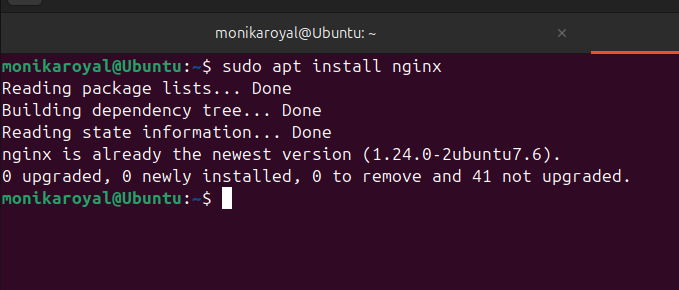 monikaroyal@Ubuntu: ~
monikaroyal@Ubuntu:~$ sudo apt install nginx
Reading package lists... Done
Building dependency tree... Done
Reading state information... Done
nginx is already the newest version (1.24.0-2ubuntu7.6).
0 upgraded, 0 newly installed, 0 to remove and 41 not upgraded.
monikaroyal@Ubuntu:~$